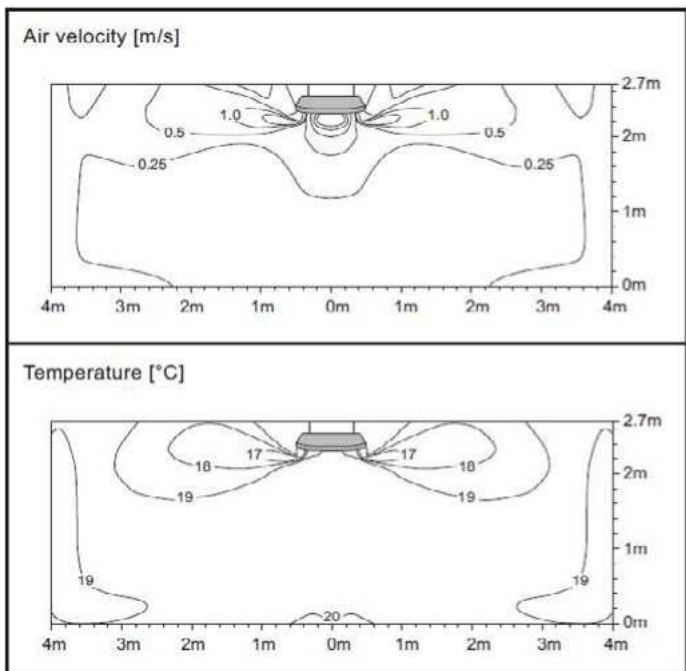 Air velocity [m/s]
2.7m
1.0 1.0
0.5 0.5
2m
0.25 0.25
1m
0m
4m 3m 2m 1m 0m 1m 2m 3m 4m
Temperature [°C]
2.7m
17 17
18 18
2m
19 19
1m
19 19
20
0m
4m 3m 2m 1m 0m 1m 2m 3m 4m